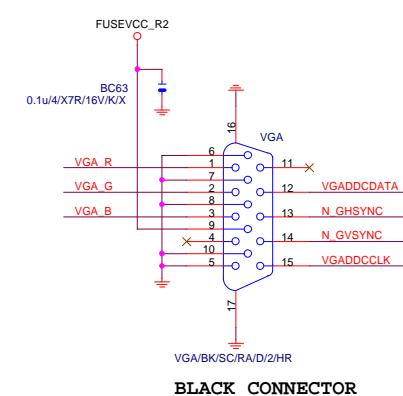 FUSEVCC_R2
BC63
0.1u/4/X7R/16V/K/X
16
VGA
6
VGA_R
1
11
7
VGA_G
2
12
VGADDCDATA
8
VGA_B
3
13
N_GHSYNC
9
4
14
N_GVSYNC
10
5
15
VGADDCCLK
17
VGA/BK/SC/RA/D/2/HR
BLACK CONNECTOR